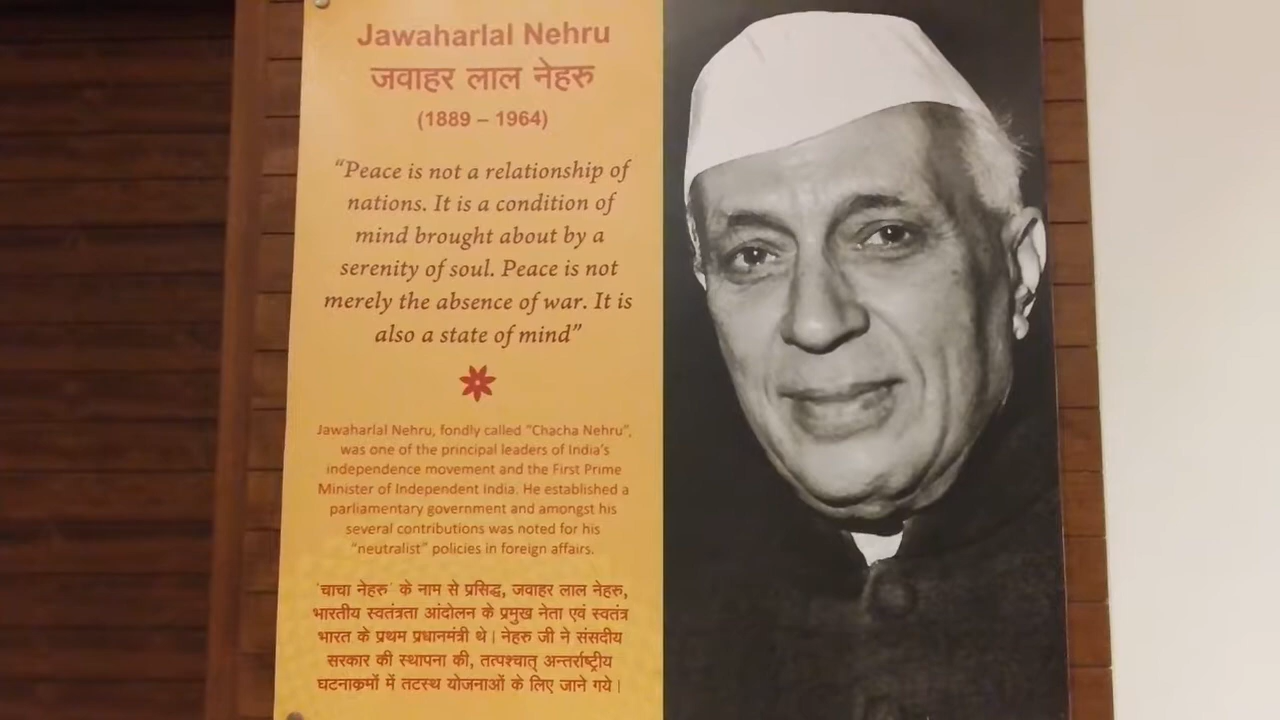 Jawaharlal Nehru
जवाहर लाल नेहरु
(1889 – 1964)
“Peace is not a relationship of
nations. It is a condition of
mind brought about by a
serenity of soul. Peace is not
merely the absence of war. It is
also a state of mind”
Jawaharlal Nehru, fondly called “Chacha Nehru”,
was one of the principal leaders of India’s
independence movement and the First Prime
Minister of Independent India. He established a
parliamentary government and amongst his
several contributions was noted for his
“neutralist” policies in foreign affairs.
'चाचा नेहरु' के नाम से प्रसिद्ध, जवाहर लाल नेहरु,
भारतीय स्वतंत्रता आंदोलन के प्रमुख नेता एवं स्वतंत्र
भारत के प्रथम प्रधानमंत्री थे। नेहरु जी ने संसदीय
सरकार की स्थापना की, तत्पश्चात् अन्तर्राष्ट्रीय
घटनाक्रमों में तटस्थ योजनाओं के लिए जाने गये।